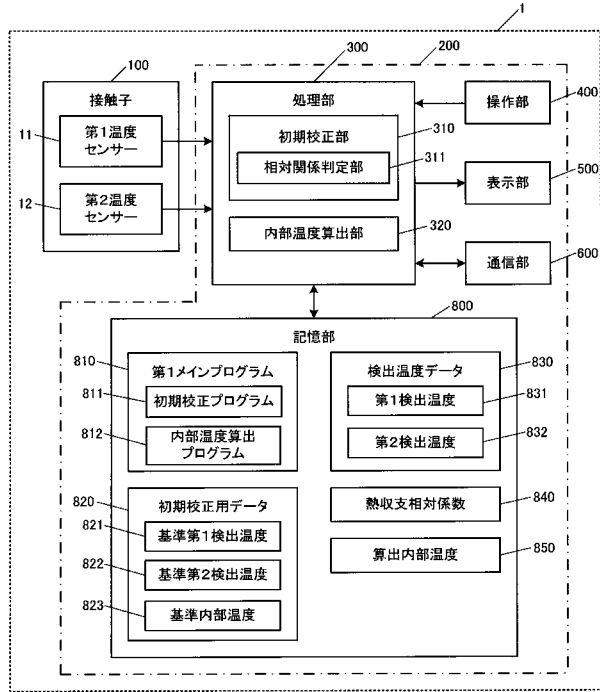 1
100
300
200
接触子
11
第1温度
センサー
12
第2温度
センサー
処理部
初期校正部
310
相対関係判定部
311
内部温度算出部
320
操作部
400
表示部
500
通信部
600
800
記憶部
810
第1メインプログラム
811
初期校正プログラム
812
内部温度算出
プログラム
820
初期校正用データ
821
基準第1検出温度
822
基準第2検出温度
823
基準内部温度
830
検出温度データ
第1検出温度
831
第2検出温度
832
熱収支相対係数
840
算出内部温度
850